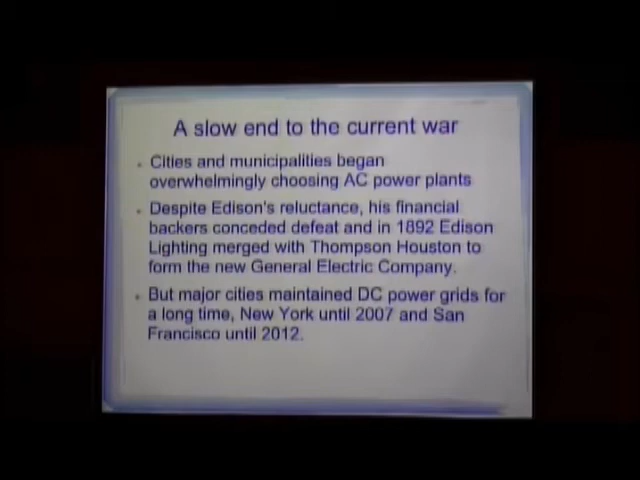 A slow end to the current war
Cities and municipalities began
overwhelmingly choosing AC power plants
Despite Edison's reluctance, his financial
backers conceded defeat and in 1892 Edison
Lighting merged with Thompson Houston to
form the new General Electric Company.
But major cities maintained DC power grids for
a long time, New York until 2007 and San
Francisco until 2012.